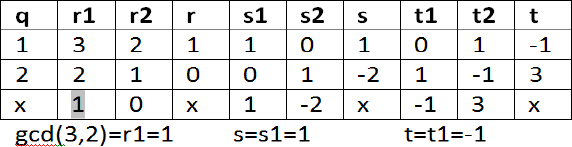 q r1 r2 r s1 s2 s t1 t2 t
1 3 2 1 1 0 1 0 1 -1
2 2 1 0 0 1 -2 1 -1 3
x 1 0 x 1 -2 x -1 3 x
gcd(3,2)=r1=1 s=s1=1 t=t1=-1